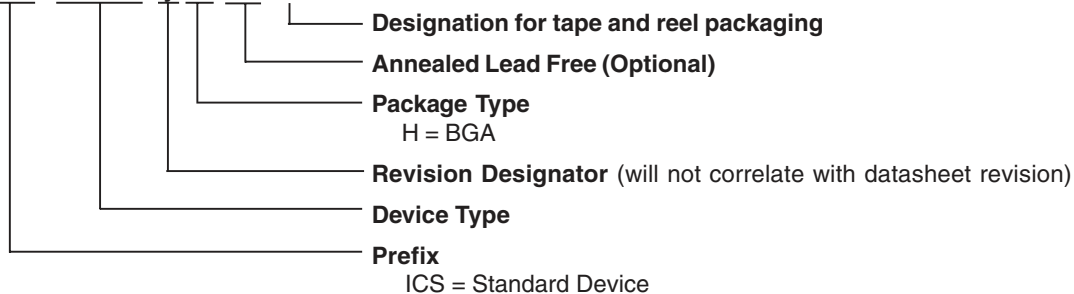 Designation for tape and reel packaging
Annealed Lead Free (Optional)
Package Type
H = BGA
Revision Designator (will not correlate with datasheet revision)
Device Type
Prefix
ICS = Standard Device